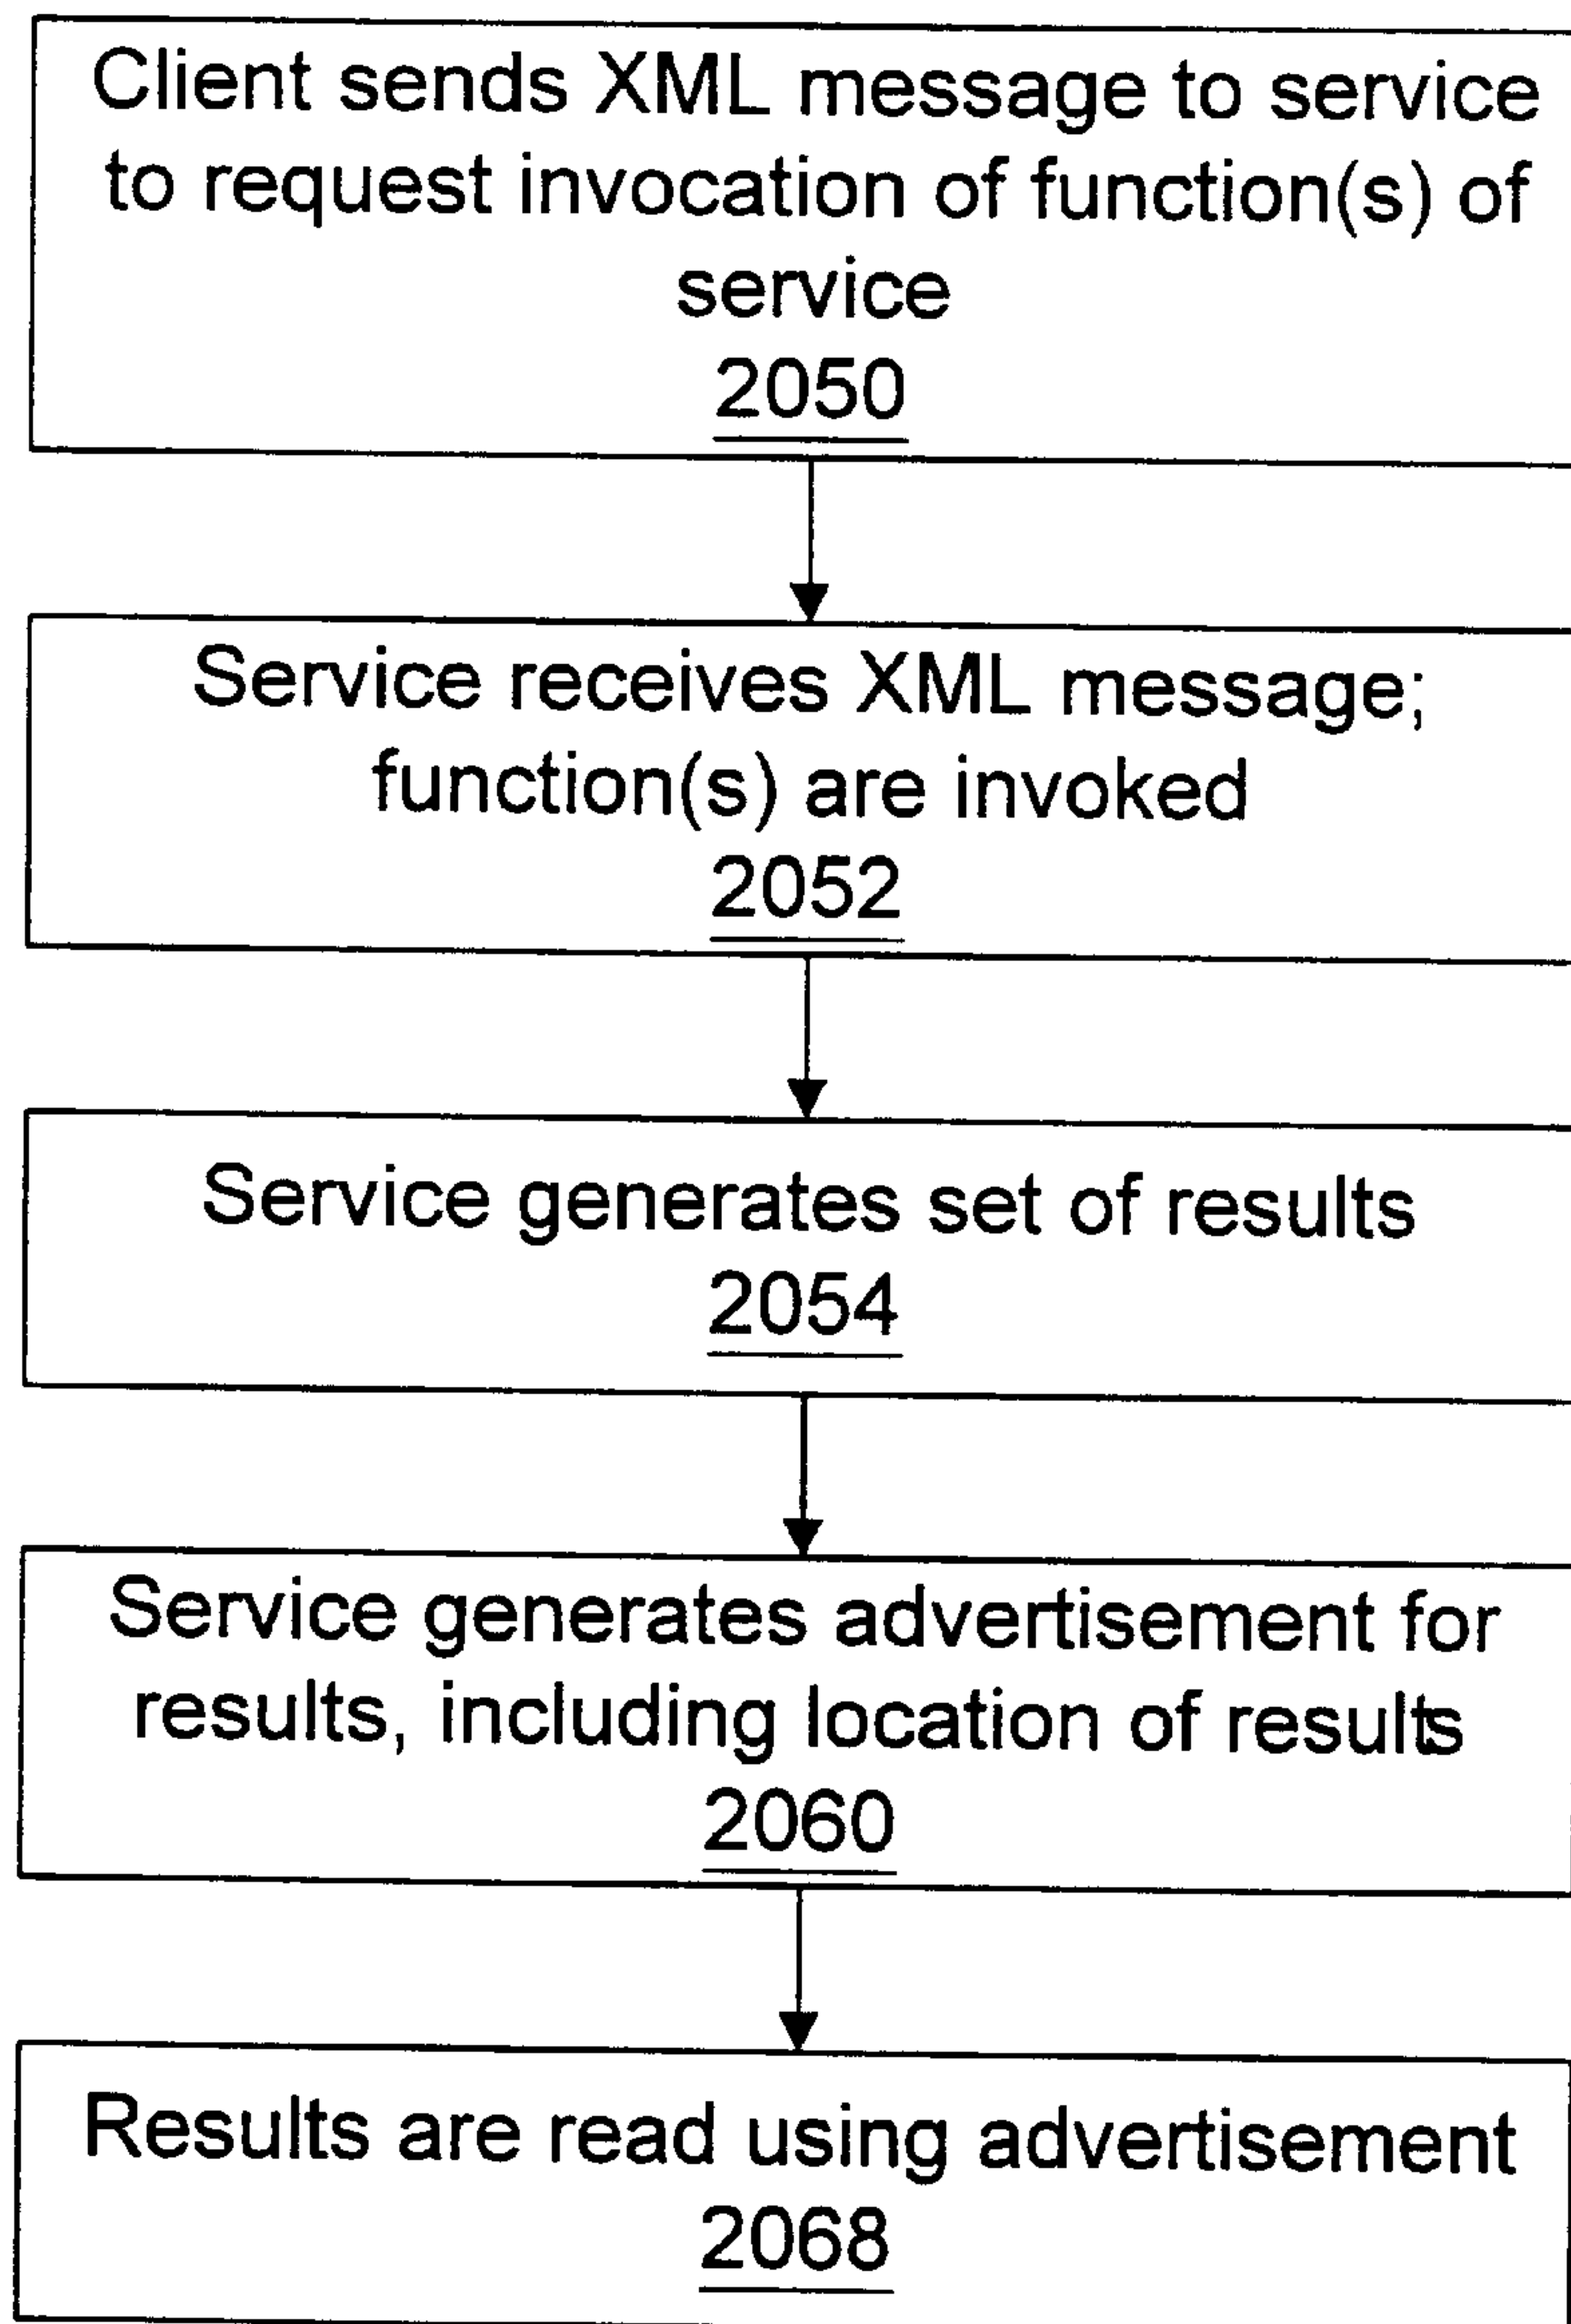 Client sends XML message to service
to request invocation of function(s) of
service
2050
Service receives XML message;
function(s) are invoked
2052
Service generates set of results
2054
Service generates advertisement for
results, including location of results
2060
Results are read using advertisement
2068